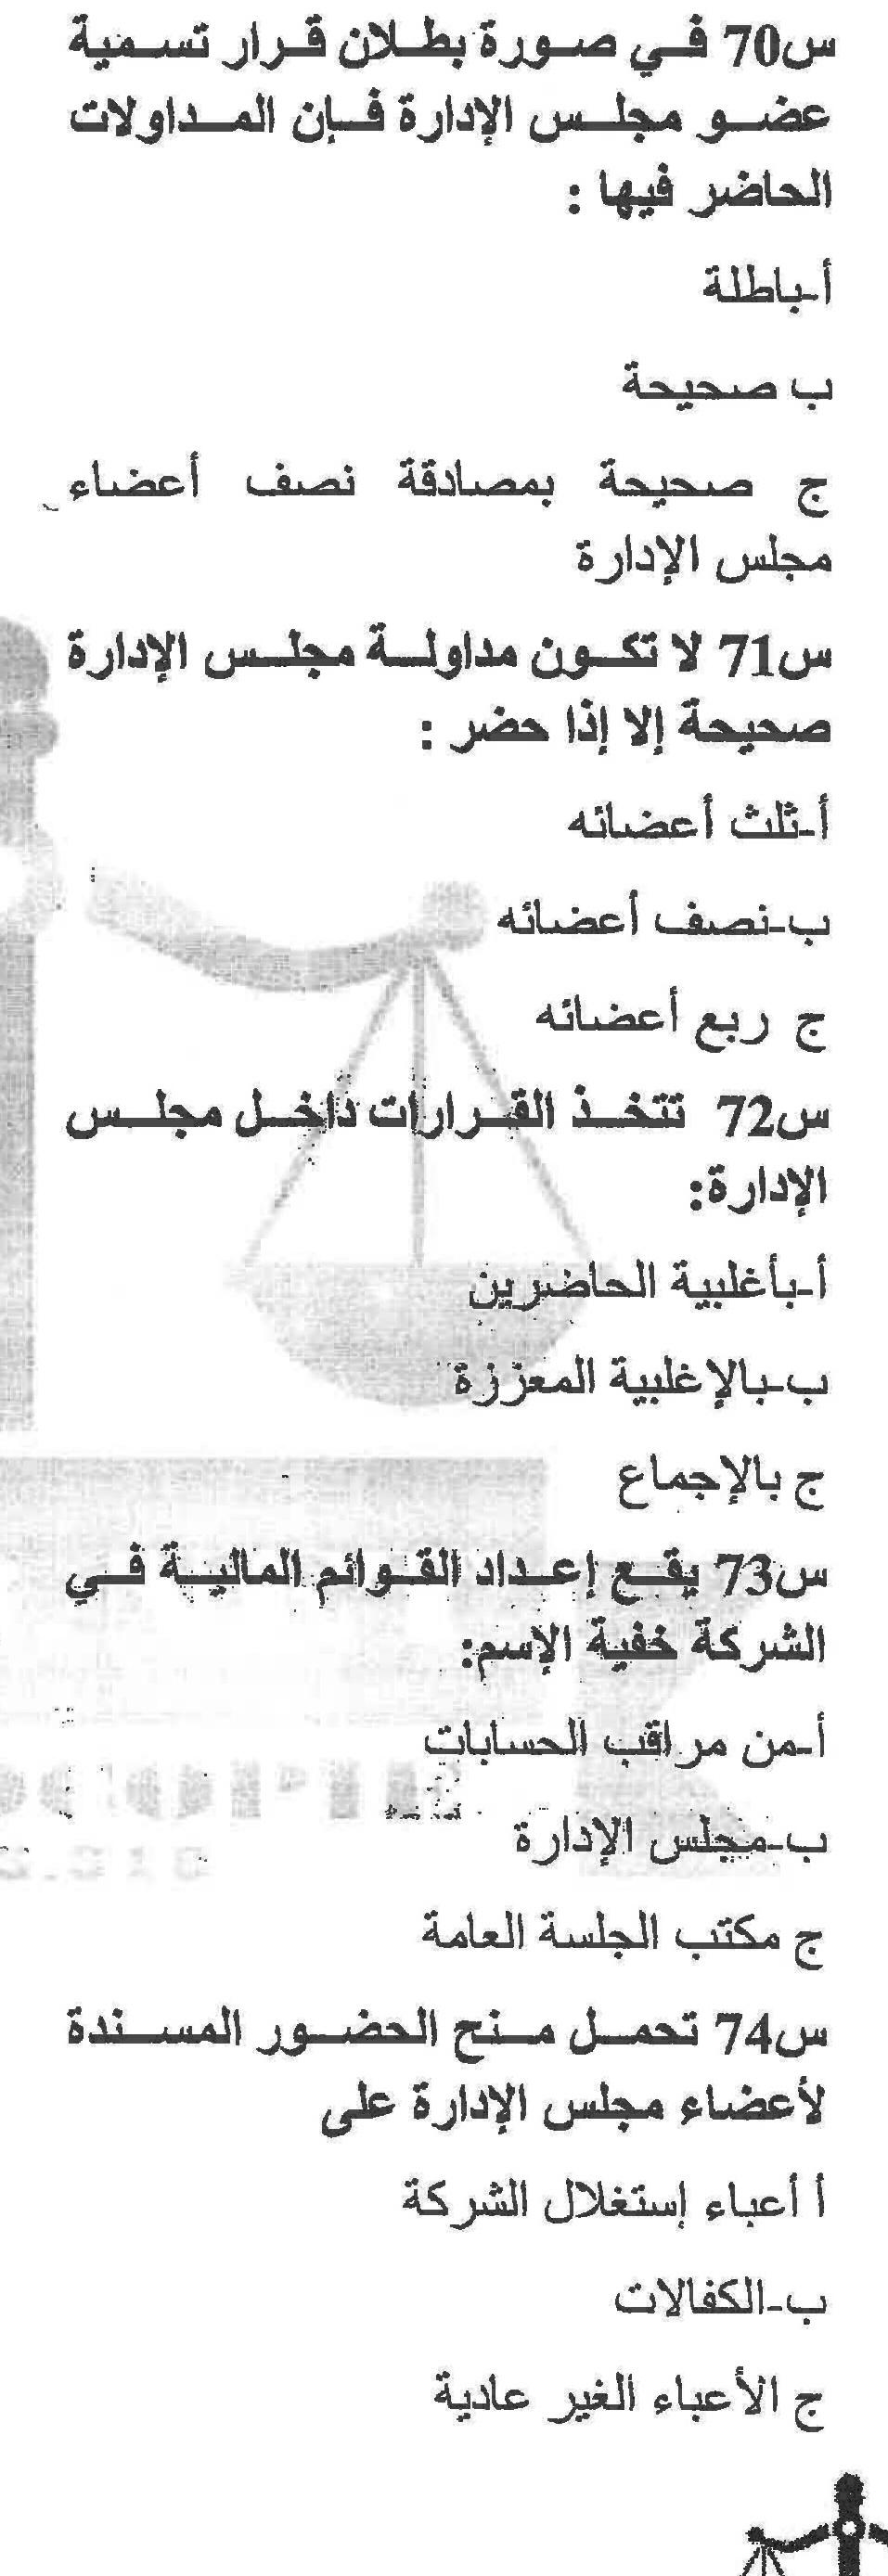 س70 في صورة بطلان قرار تسمية
عضو مجلس الإدارة فإن المداولات
الحاضر فيها :
أ-باطلة
ب صحيحة
ج صحيحة بمصادقة نصف أعضاء
مجلس الإدارة
س71 لا تكون مداولة مجلس الإدارة
صحيحة إلا إذا حضر :
أ-ثلث أعضائه
ب-نصف أعضائه
ج ربع أعضائه
س72 تتخذ القرارات داخل مجلس
الإدارة:
أ-بأغلبية الحاضرين
ب-بالإغلبية المعززة
ج بالإجماع
س73 يقع إعداد القوائم المالية في
الشركة خفية الإسم:
أ-من مراقب الحسابات
ب-مجلس الإدارة
ج مكتب الجلسة العامة
س74 تحمل منح الحضور المسندة
لأعضاء مجلس الإدارة على
أ أعباء إستغلال الشركة
ب-الكفالات
ج الأعباء الغير عادية